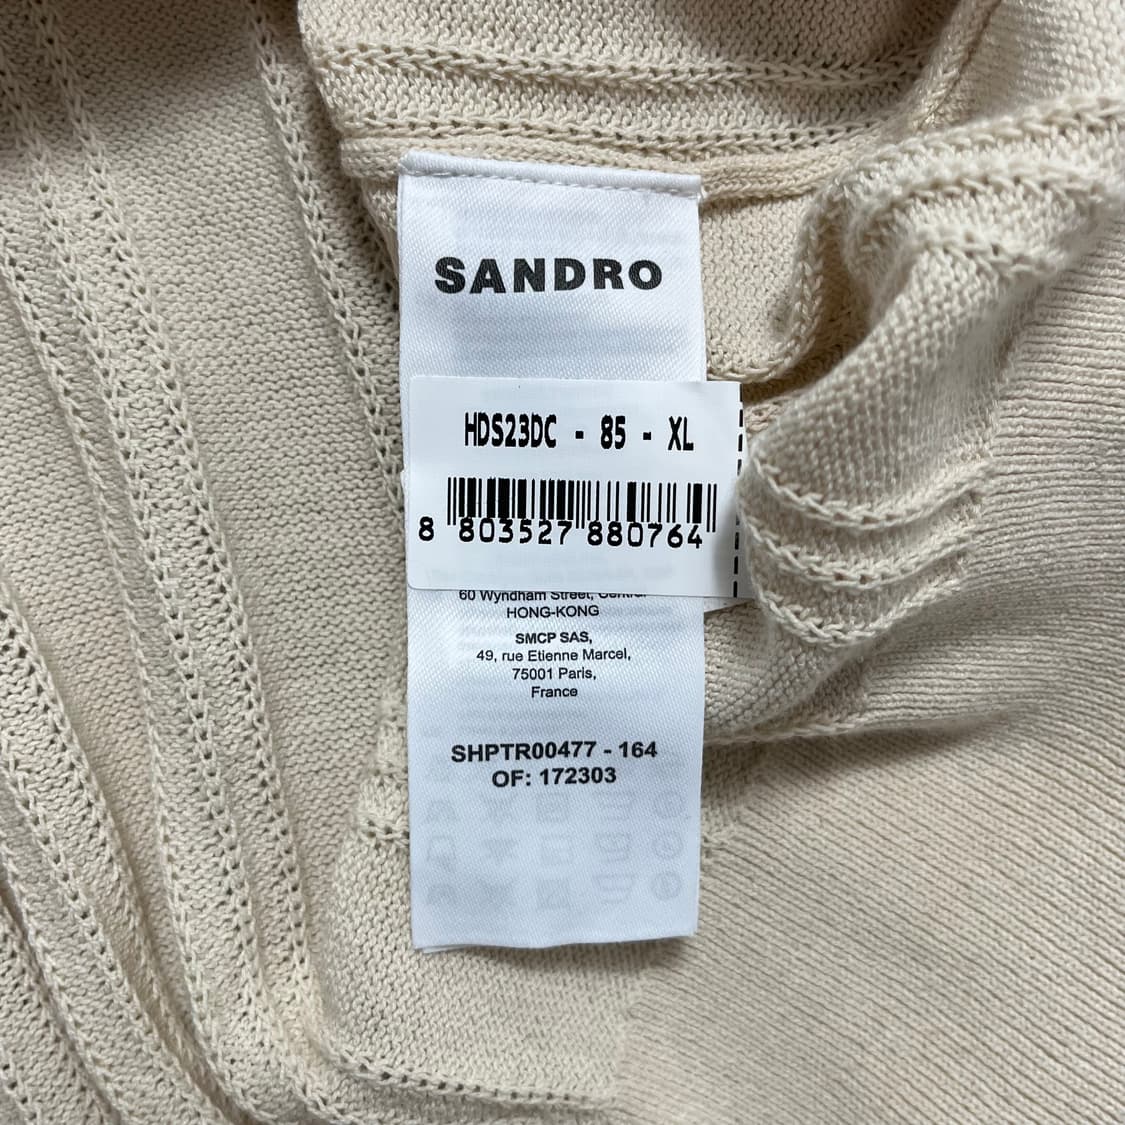 SANDRO
HDS23DC - 85 - XL
8 803527 880764
60 Wyndham Street, Central
HONG-KONG
SMCP SAS,
49, rue Etienne Marcel,
75001 Paris,
France
SHPTR00477 - 164
OF: 172303